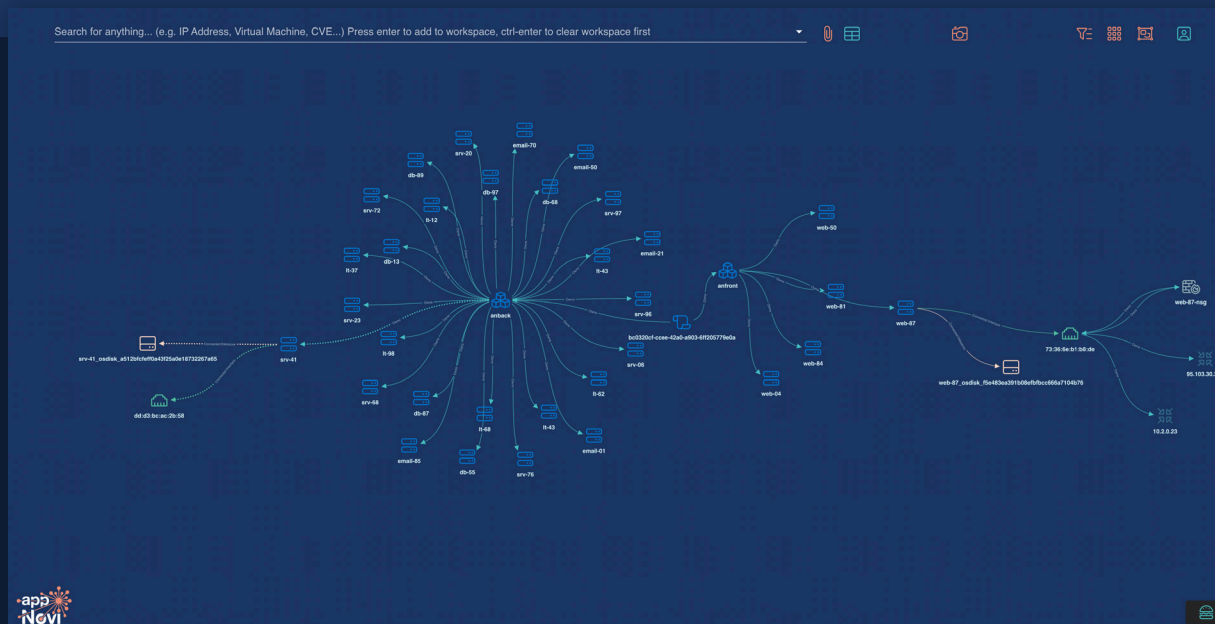 Search for anything... (e.g. IP Address, Virtual Machine, CVE...) Press enter to add to workspace, ctrl-enter to clear workspace first
email-70
srv-20
email-50
db-89
db-97
db-68
srv-72
lt-12
srv-97
web-50
email-21
db-13
lt-43
lt-37
anfront
web-87-nsg
web-81
srv-96
anback
srv-23
web-87
bc0320cf-ccee-42a0-a903-6ff205779e0a
73:36:6e:b1:b8:de
lt-98
srv-41_osdisk_a512bfcfeff0a43f25a0e18732267a65
srv-41
srv-06
web-84
95.103.30.
web-87_osdisk_f5e483ea391b08efbfbcc666a7104b76
lt-62
web-04
srv-68
db-87
dd:d3:bc:ac:2b:58
lt-68
lt-43
10.2.0.23
email-01
email-85
db-55
srv-76
app
Novi